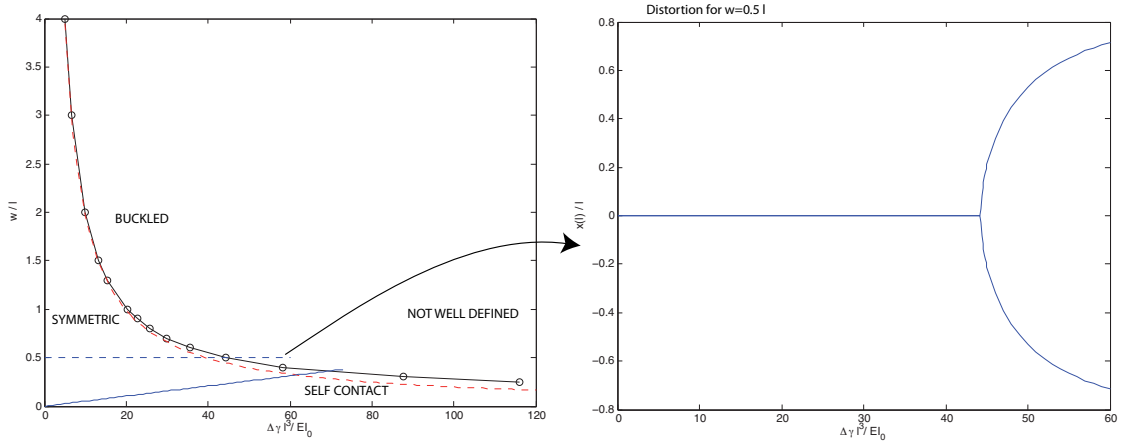 4
3.5
3
2.5
2
1.5
1
0.5
0
w / l
BUCKLED
SYMMETRIC
NOT WELL DEFINED
SELF CONTACT
0 20 40 60 80 100 120
Δ γ l³/ EI₀
Distortion for w=0.5 l
0.8
0.6
0.4
0.2
0
−0.2
−0.4
−0.6
−0.8
x(l) / l
0 10 20 30 40 50 60
Δ γ l³/ EI₀